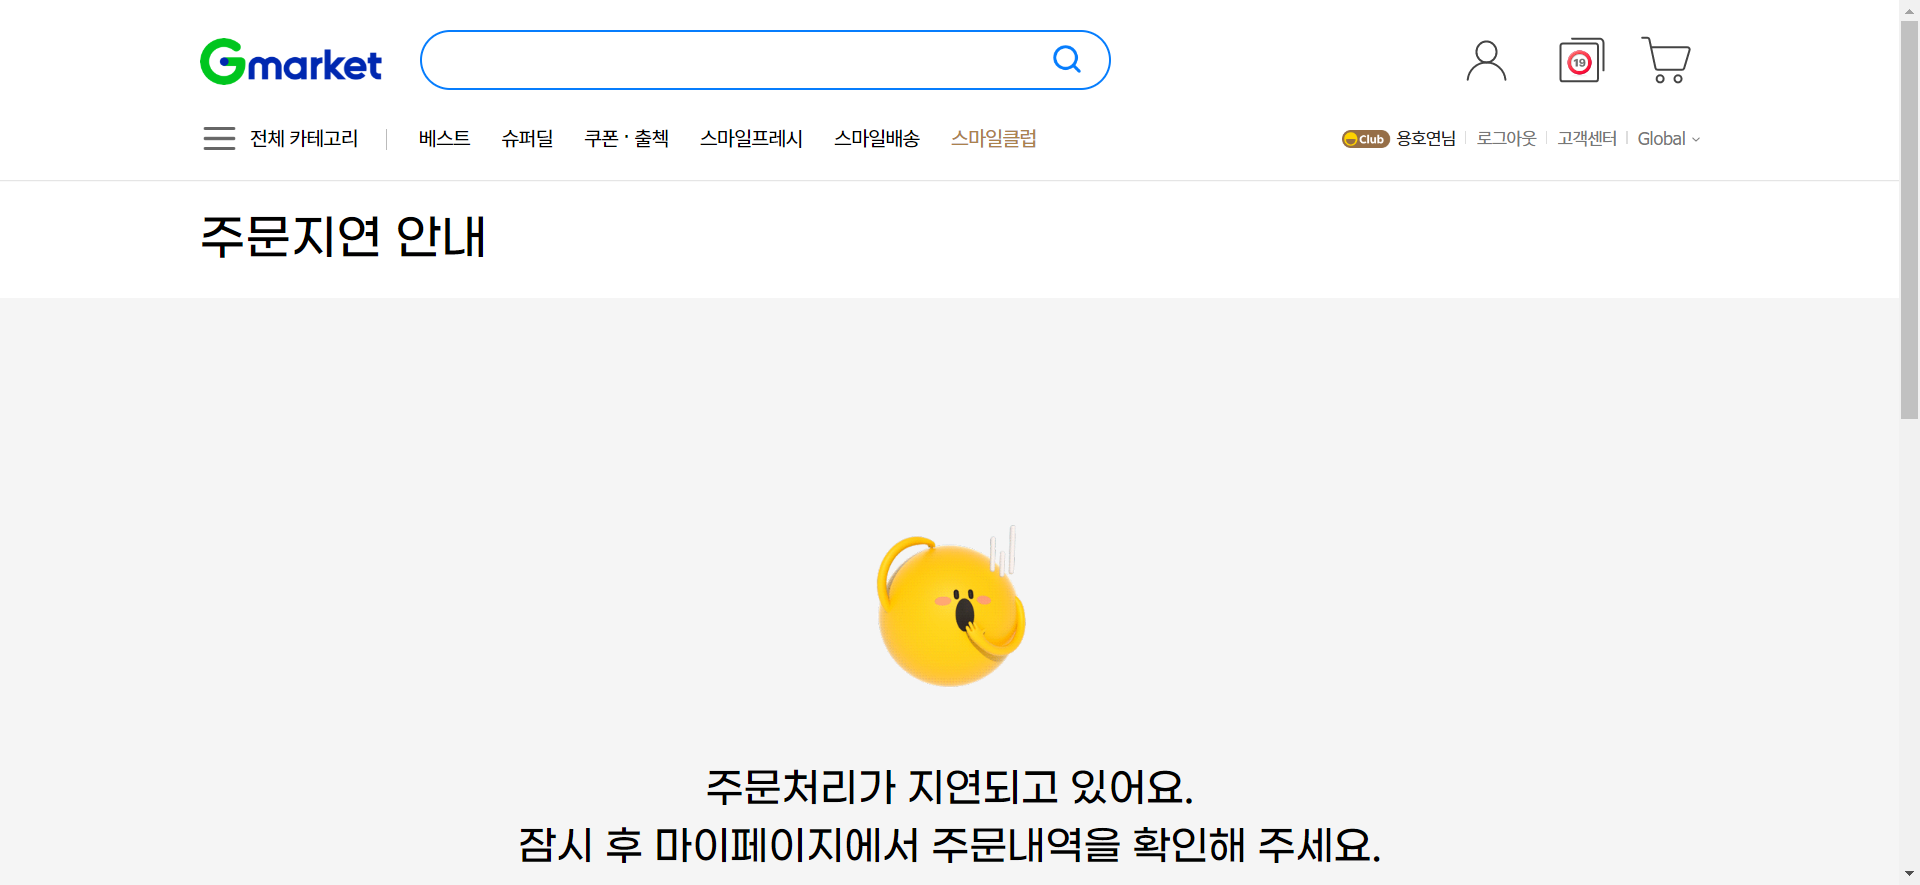 Gmarket
19
전체 카테고리
베스트 슈퍼딜 쿠폰·출첵 스마일프레시 스마일배송 스마일클럽
Club 용호연님 로그아웃 고객센터 Global
주문지연 안내
주문처리가 지연되고 있어요.
잠시 후 마이페이지에서 주문내역을 확인해 주세요.